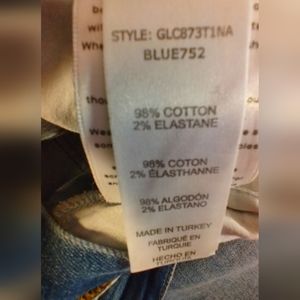 STYLE: GLC873T1NA
BLUE752
98% COTTON
2% ELASTANE
98% COTON
2% ÉLASTHANNE
98% ALGODÓN
2% ELASTANO
MADE IN TURKEY
FABRIQUÉ EN
TURQUIE
HECHO EN